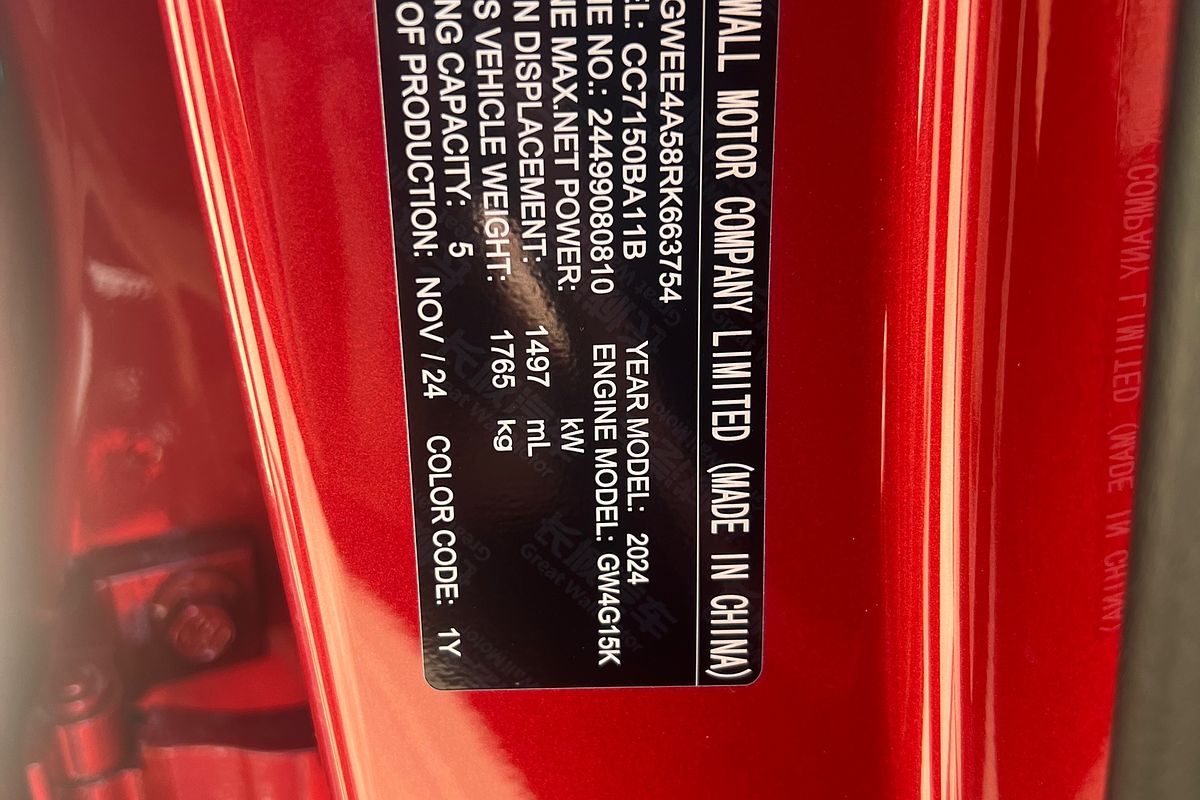 WALL MOTOR COMPANY LIMITED (MADE IN CHINA)
GWEE4A58RK663754
EL: CC7150BA11B YEAR MODEL: 2024
NE NO.: 24499080810 ENGINE MODEL: GW4G15K
NE MAX.NET POWER: kW
N DISPLACEMENT: 1497 mL
S VEHICLE WEIGHT: 1765 kg
NG CAPACITY: 5
OF PRODUCTION: NOV / 24 COLOR CODE: 1Y